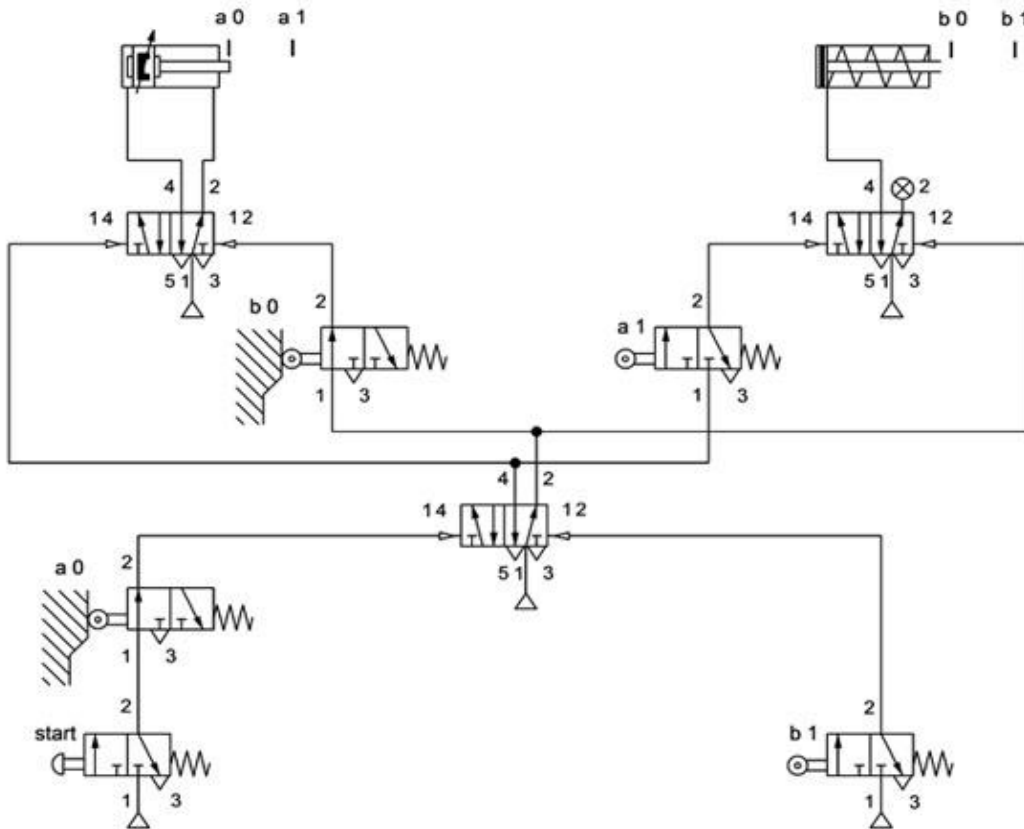 a 0 a 1 b 0 b 1
4 2 4 2
14 12 14 12
5 1 3 5 1 3
b 0 2 2 a 1
1 3 1 3
4 2
14 12
2
a 0 5 1 3
1 3
2 2
start b 1
1 3 1 3